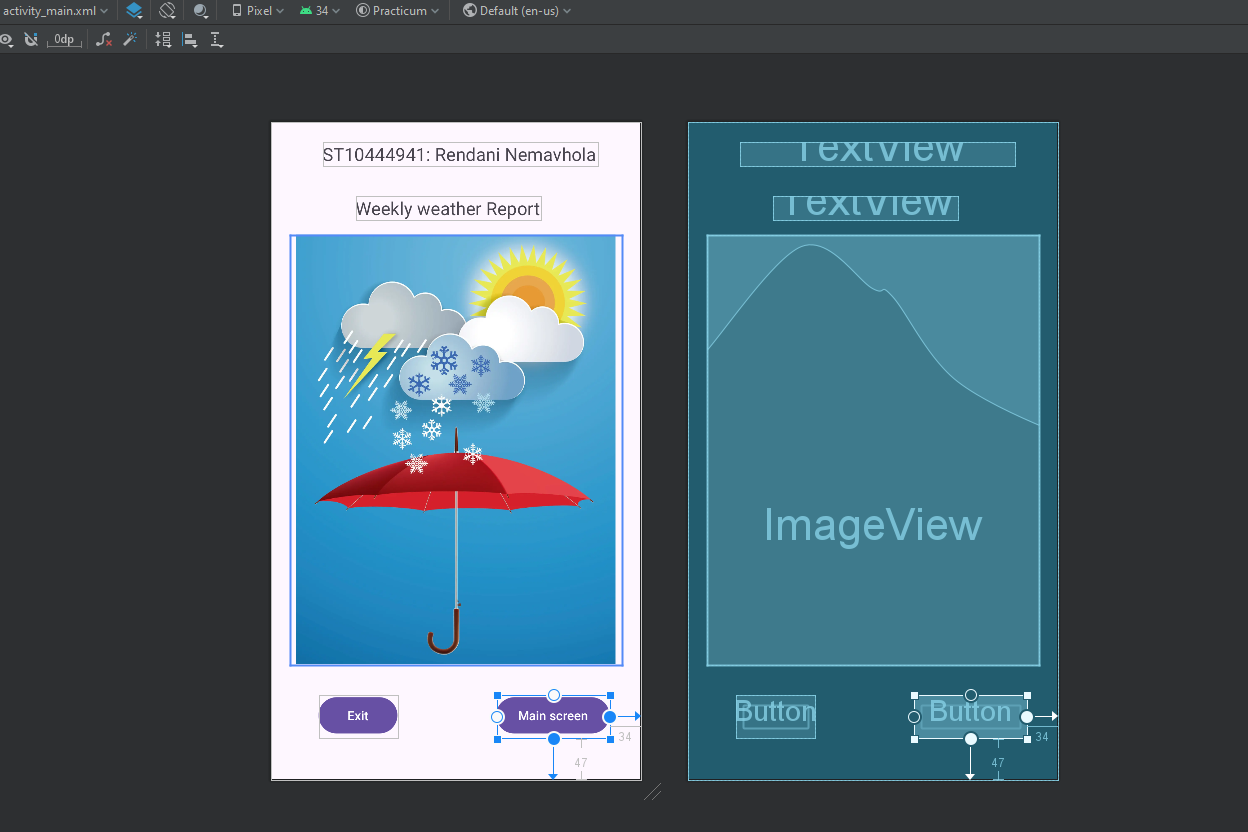 activity_main.xml Pixel 34 Practicum Default (en-us)
0dp
ST10444941: Rendani Nemavhola
Weekly weather Report
Exit
Main screen
34
47
TextView
TextView
ImageView
Button
Button
34
47